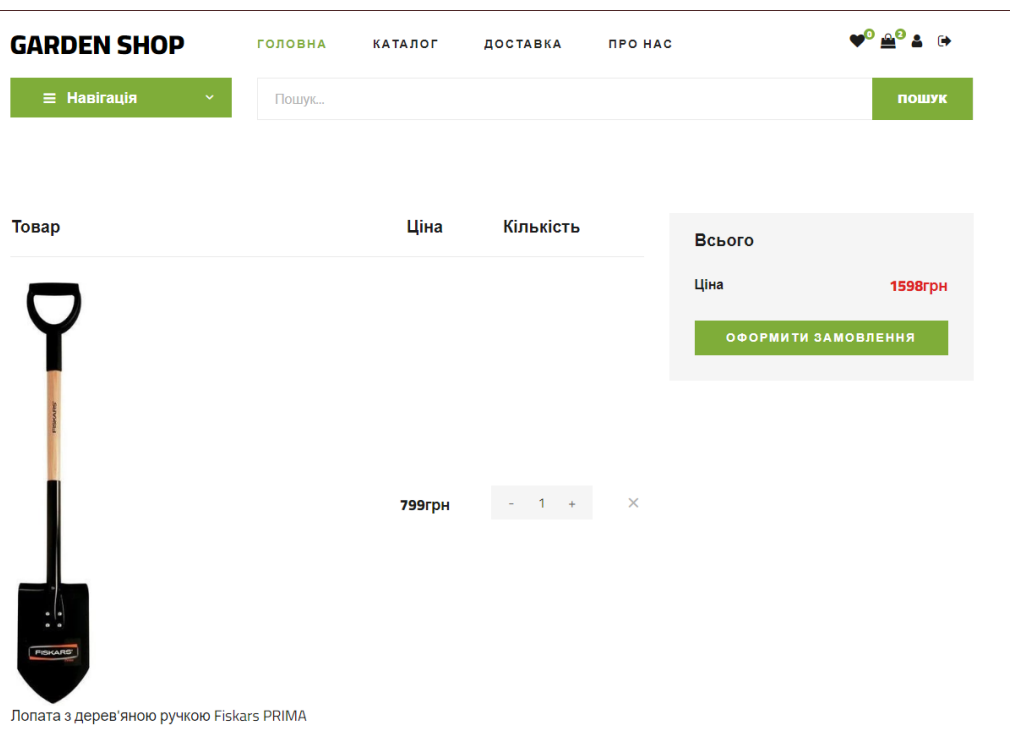 GARDEN SHOP
ГОЛОВНА КАТАЛОГ ДОСТАВКА ПРО НАС
0 2
Навігація
Пошук...
ПОШУК
Товар Ціна Кількість
Всього
Ціна 1598грн
ОФОРМИТИ ЗАМОВЛЕННЯ
FISKARS
799грн - 1 +
FISKARS
Лопата з дерев'яною ручкою Fiskars PRIMA